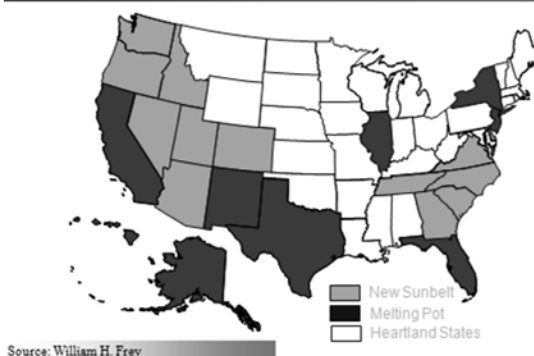 New Sunbelt
Melting Pot
Heartland States
Source: William H. Frey